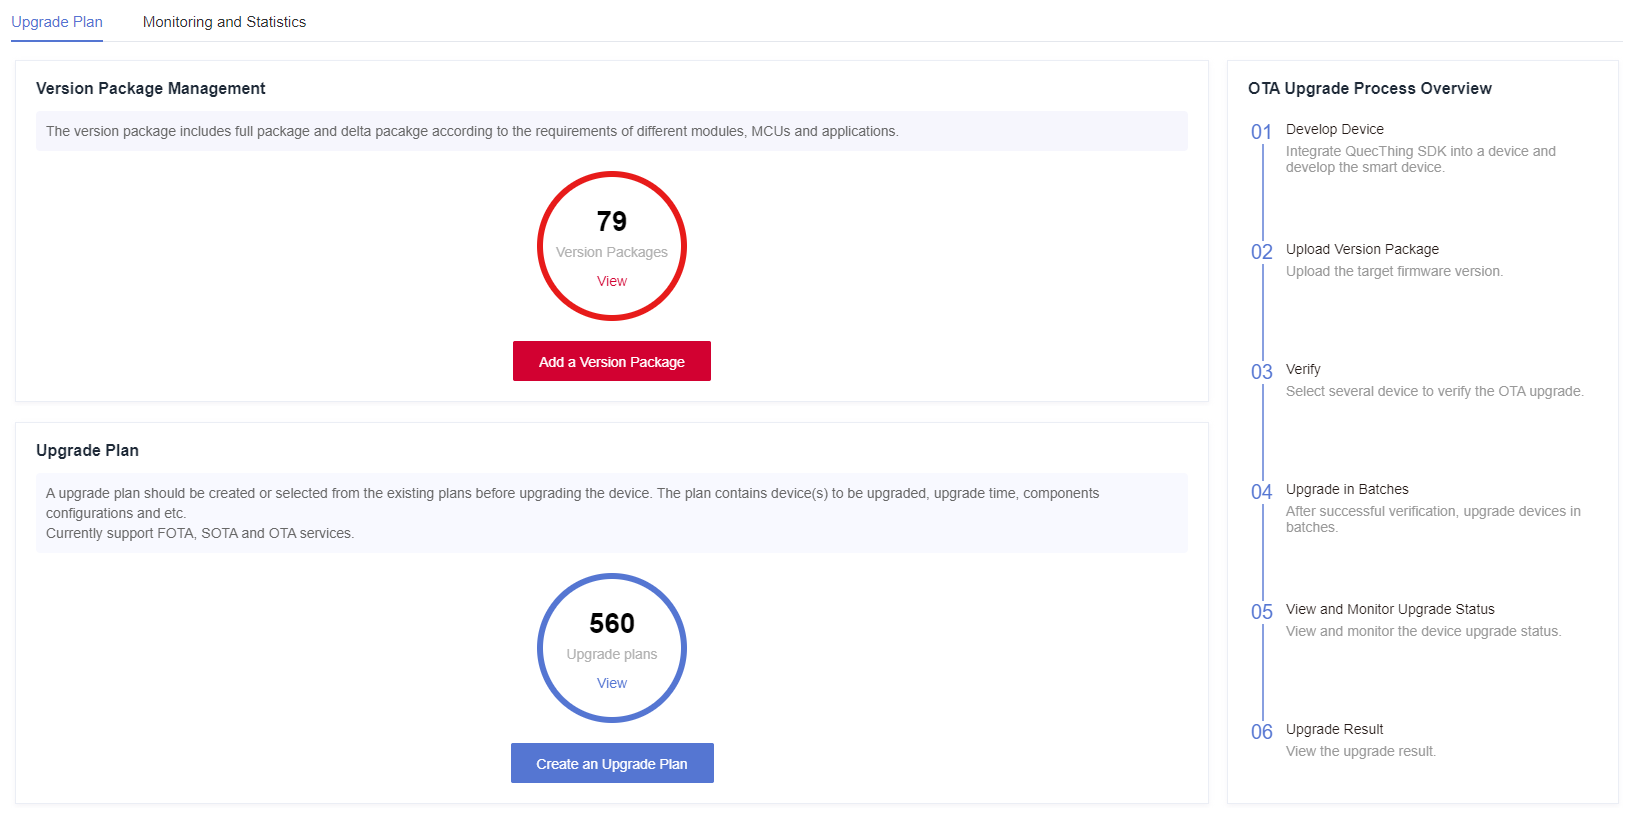 Upgrade Plan
Monitoring and Statistics
Version Package Management
The version package includes full package and delta pacakge according to the requirements of different modules, MCUs and applications.
79
Version Packages
View
Add a Version Package
Upgrade Plan
A upgrade plan should be created or selected from the existing plans before upgrading the device. The plan contains device(s) to be upgraded, upgrade time, components
configurations and etc.
Currently support FOTA, SOTA and OTA services.
560
Upgrade plans
View
Create an Upgrade Plan
OTA Upgrade Process Overview
01 Develop Device
Integrate QuecThing SDK into a device and
develop the smart device.
02 Upload Version Package
Upload the target firmware version.
03 Verify
Select several device to verify the OTA upgrade.
04 Upgrade in Batches
After successful verification, upgrade devices in
batches.
05 View and Monitor Upgrade Status
View and monitor the device upgrade status.
06 Upgrade Result
View the upgrade result.